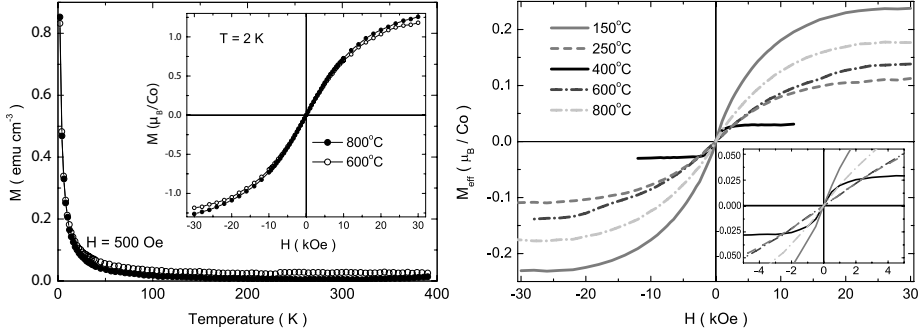 M ( emu cm⁻³ )
0.8
0.6
0.4
0.2
0.0
0 100 200 300 400
Temperature ( K )
H = 500 Oe
T = 2 K
M (μB/Co)
1.0
0.5
0.0
-0.5
-1.0
-30 -20 -10 0 10 20 30
H ( kOe )
800°C
600°C
Meff ( μB / Co )
0.2
0.1
0.0
-0.1
-0.2
-30 -20 -10 0 10 20 30
H ( kOe)
150°C
250°C
400°C
600°C
800°C
0.050
0.025
0.000
-0.025
-0.050
-4 -2 0 2 4